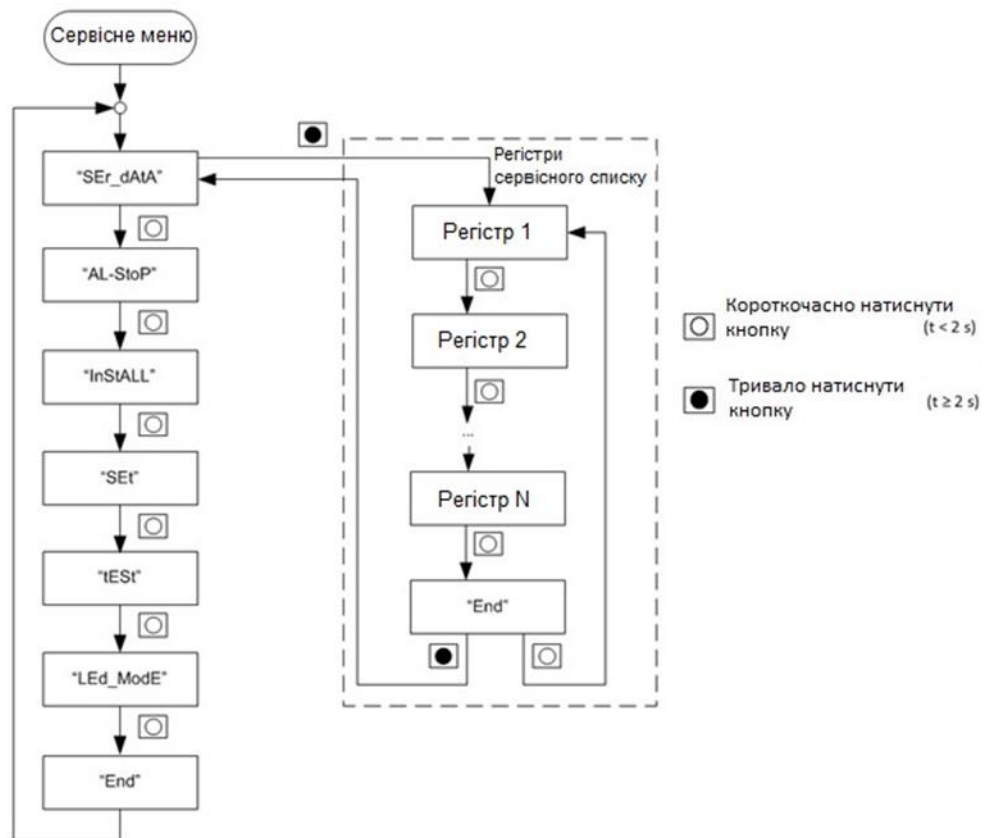 Сервісне меню
“SEr_dAtA”
“AL-StoP”
“InStALL”
“SEt”
“tESt”
“LEd_ModE”
“End”
Регістри
сервісного списку
Регістр 1
Регістр 2
...
Регістр N
“End”
Короткочасно натиснути
кнопку (t < 2 s)
Тривало натиснути
кнопку (t ≥ 2 s)